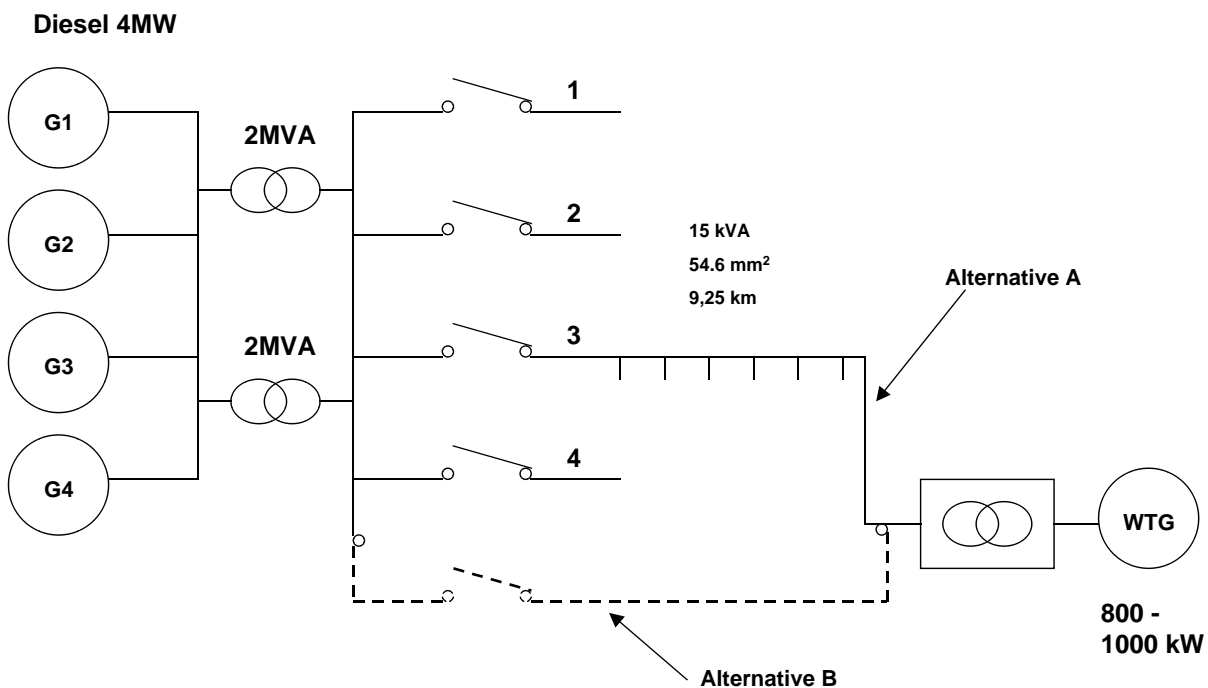 Diesel 4MW
G1
G2
G3
G4
2MVA
2MVA
1
2
3
4
15 kVA
54.6 mm²
9,25 km
Alternative A
WTG
800 -
1000 kW
Alternative B